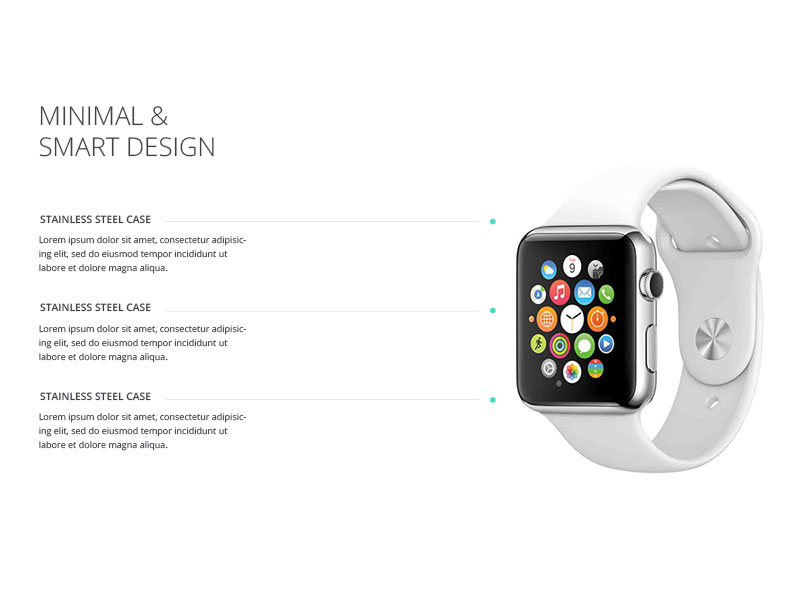 MINIMAL &
SMART DESIGN
STAINLESS STEEL CASE
Lorem ipsum dolor sit amet, consectetur adipisic-
ing elit, sed do eiusmod tempor incididunt ut
labore et dolore magna aliqua.
STAINLESS STEEL CASE
Lorem ipsum dolor sit amet, consectetur adipisic-
ing elit, sed do eiusmod tempor incididunt ut
labore et dolore magna aliqua.
STAINLESS STEEL CASE
Lorem ipsum dolor sit amet, consectetur adipisic-
ing elit, sed do eiusmod tempor incididunt ut
labore et dolore magna aliqua.
9